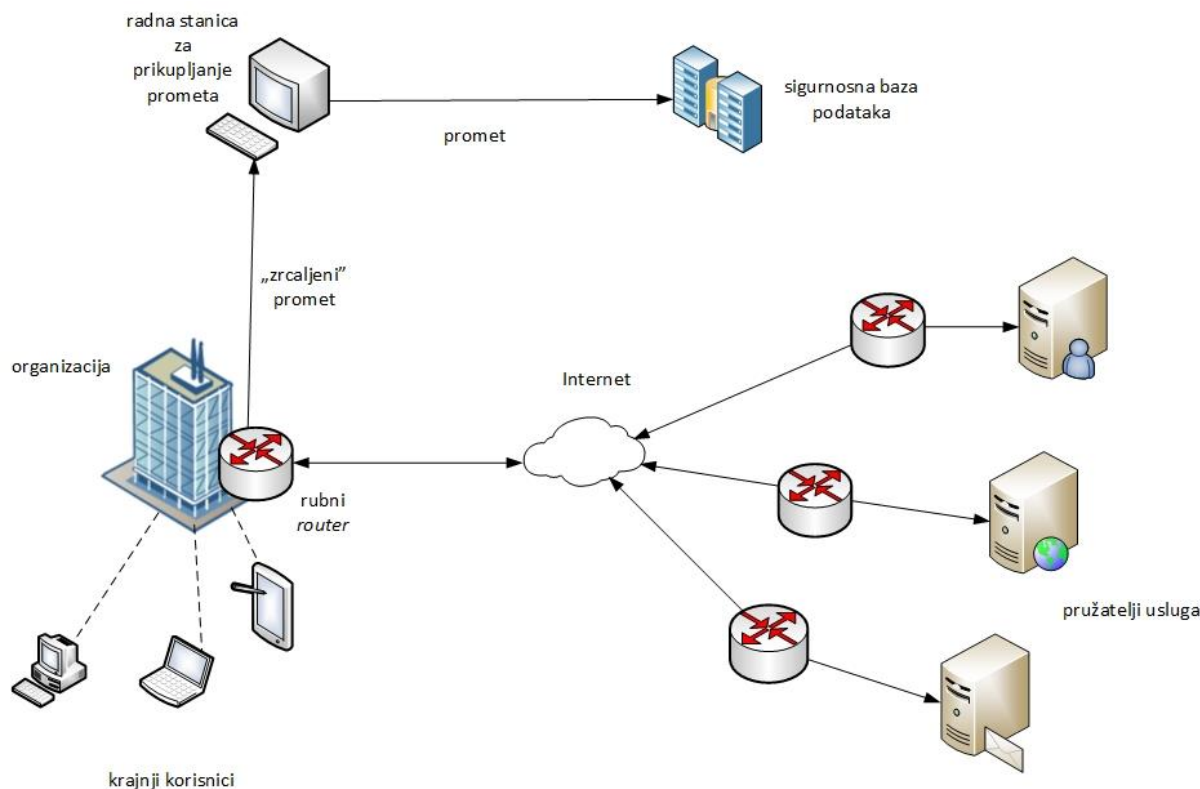 radna stanica
za
prikupljanje
prometa
promet
sigurnosna baza
podataka
„zrcaljeni”
promet
organizacija
Internet
rubni
router
pružatelji usluga
krajnji korisnici